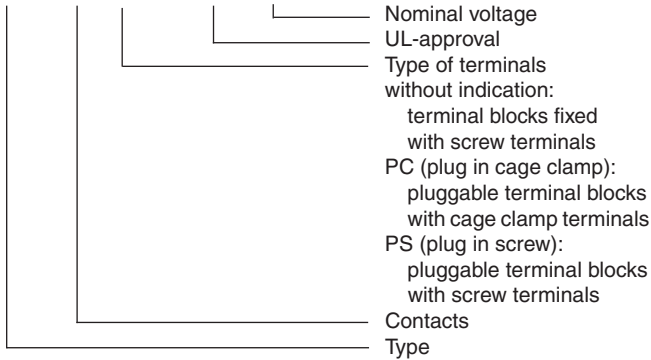 Nominal voltage
UL-approval
Type of terminals
without indication:
terminal blocks fixed
with screw terminals
PC (plug in cage clamp):
pluggable terminal blocks
with cage clamp terminals
PS (plug in screw):
pluggable terminal blocks
with screw terminals
Contacts
Type